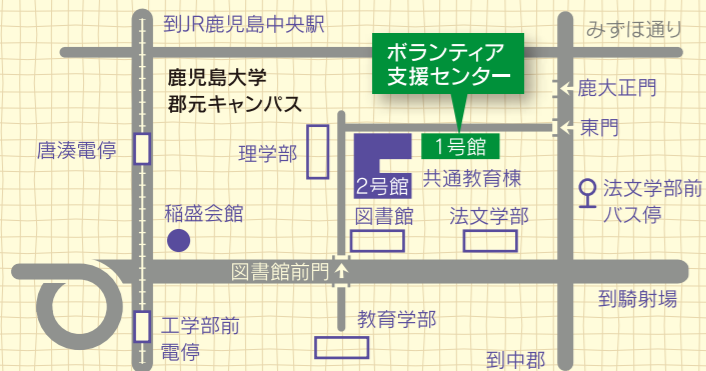 到JR鹿児島中央駅
みずほ通り
ボランティア
支援センター
鹿児島大学
郡元キャンパス
鹿大正門
東門
唐湊電停
理学部
1号館
2号館
共通教育棟
法文学部前
バス停
稲盛会館
図書館
法文学部
図書館前門
到騎射場
工学部前
電停
教育学部
到中郡